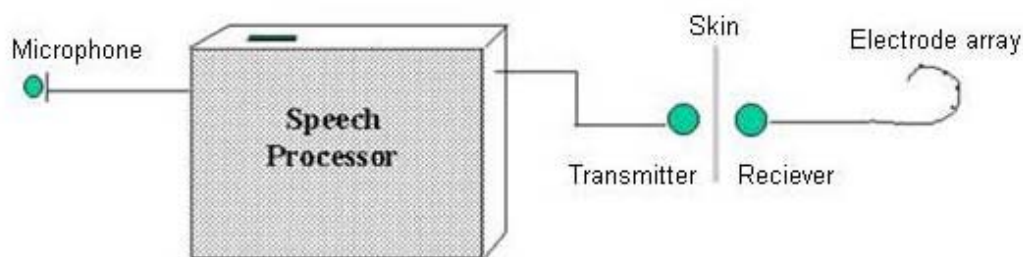 Microphone
Speech
Processor
Skin
Transmitter
Reciever
Electrode array